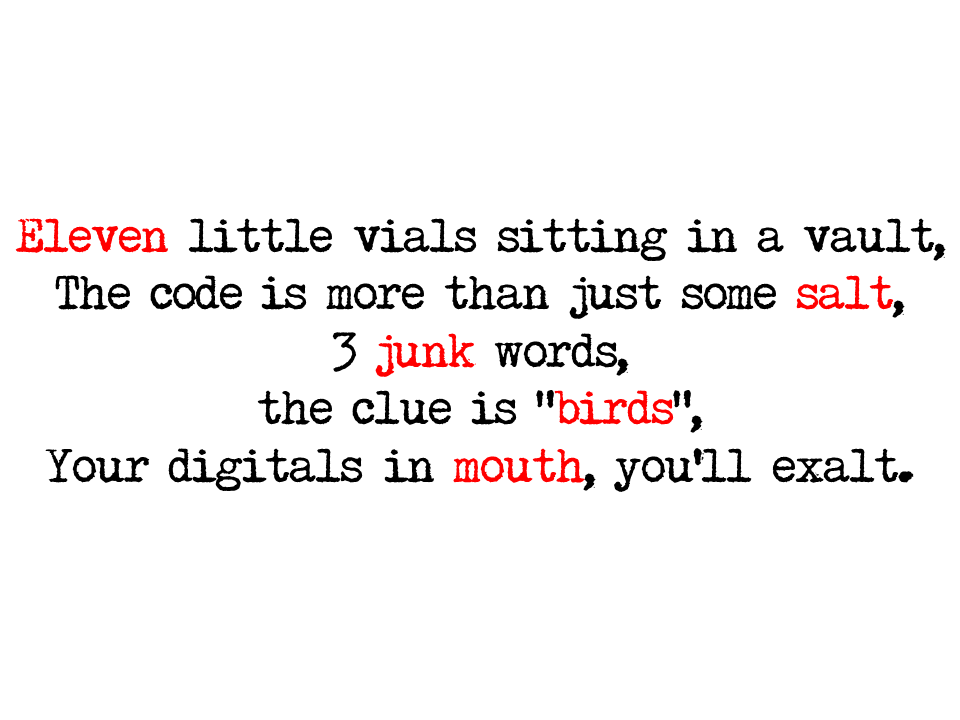 Eleven little vials sitting in a vault,
The code is more than just some salt,
3 junk words,
the clue is "birds",
Your digitals in mouth, you'll exalt.